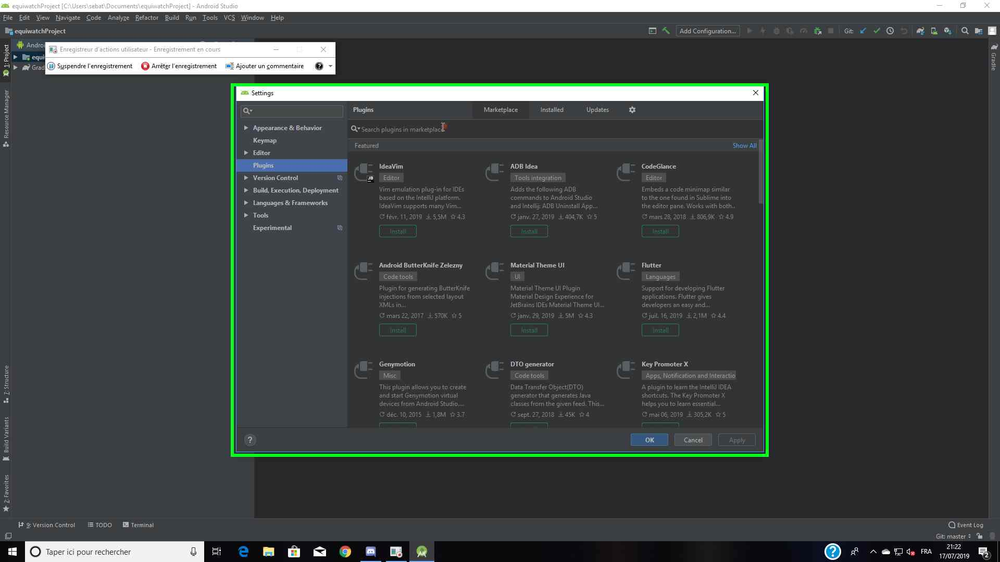 equiwatchProject [C:\Users\sebat\Documents\equiwatchProject] - Android Studio
File Edit View Navigate Code Analyze Refactor Build Run Tools VCS Window Help
equiwatchProject
Add Configuration...
Git:
Enregistreur d'actions utilisateur - Enregistrement en cours
Suspendre l'enregistrement
Arrêter l'enregistrement
Ajouter un commentaire
1: Project
Resource Manager
7: Structure
Build Variants
2: Favorites
Gradle
Settings
Appearance & Behavior
Keymap
Editor
Plugins
Version Control
Build, Execution, Deployment
Languages & Frameworks
Tools
Experimental
Plugins
Marketplace
Installed
Updates
Search plugins in marketplace
Featured
Show All
IdeaVim
Editor
Vim emulation plug-in for IDEs
based on the IntelliJ platform.
IdeaVim supports many Vim...
févr. 11, 2019 5,5M 4.3
Install
ADB Idea
Tools integration
Adds the following ADB
commands to Android Studio
and Intellij: ADB Uninstall App...
janv. 27, 2019 404,7K 5
Install
CodeGlance
Editor
Embeds a code minimap similar
to the one found in Sublime into
the editor pane. Works with both..
mars 28, 2018 806,9K 4.9
Install
Android ButterKnife Zelezny
Code tools
Plugin for generating ButterKnife
injections from selected layout
XMLs in...
mars 22, 2017 570K 5
Install
Material Theme UI
UI
Material Theme UI Plugin
Material Design Experience for
JetBrains IDEs Material Theme UI...
janv. 29, 2019 5M 4.3
Install
Flutter
Languages
Support for developing Flutter
applications. Flutter gives
developers an easy and...
juil. 16, 2019 2,1M 4.4
Install
Genymotion
Misc
This plugin allows you to create
and start Genymotion virtual
devices from Android Studio....
déc. 10, 2015 1,8M 3.7
DTO generator
Code tools
Data Transfer Object(DTO)
generator that generates Java
classes from the given feed. This...
sept. 27, 2018 45K 4
Key Promoter X
Apps, Notification and Interactio
A plugin to learn the IntelliJ IDEA
shortcuts. The Key Promoter X
helps you to learn essential...
mai 06, 2019 305,2K 5
?
OK
Cancel
Apply
9: Version Control
TODO
Terminal
Event Log
Git: master
Taper ici pour rechercher
FRA
21:22
17/07/2019
2